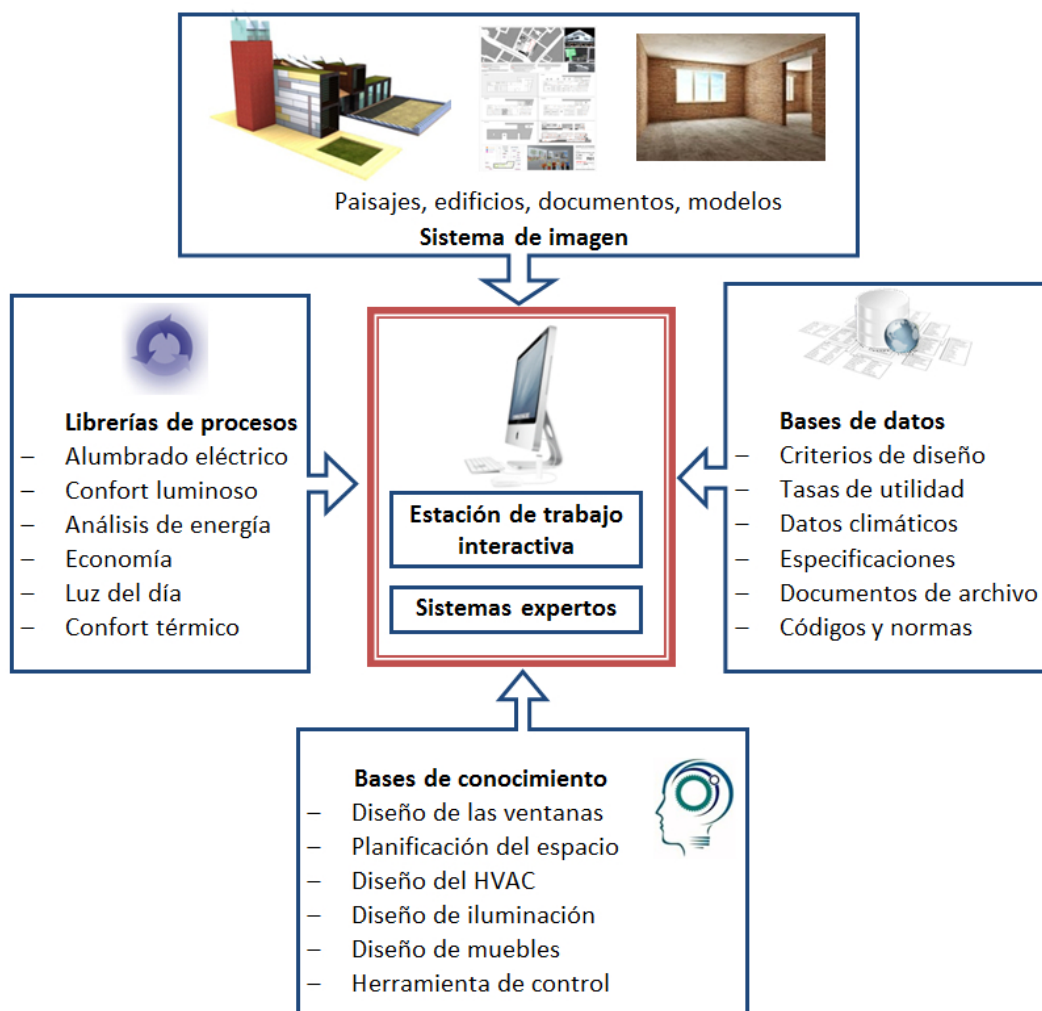 Paisajes, edificios, documentos, modelos
Sistema de imagen
Librerías de procesos
– Alumbrado eléctrico
– Confort luminoso
– Análisis de energía
– Economía
– Luz del día
– Confort térmico
Estación de trabajo
interactiva
Sistemas expertos
Bases de datos
– Criterios de diseño
– Tasas de utilidad
– Datos climáticos
– Especificaciones
– Documentos de archivo
– Códigos y normas
Bases de conocimiento
– Diseño de las ventanas
– Planificación del espacio
– Diseño del HVAC
– Diseño de iluminación
– Diseño de muebles
– Herramienta de control